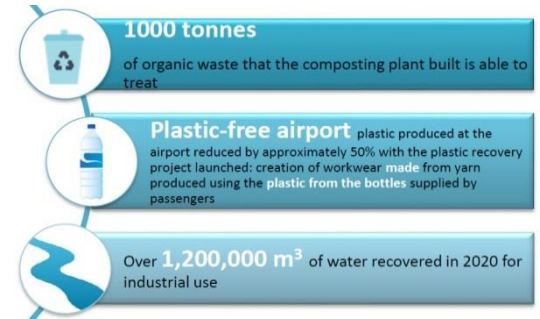 1000 tonnes
of organic waste that the composting plant built is able to
treat
Plastic-free airport plastic produced at the
airport reduced by approximately 50% with the plastic recovery
project launched: creation of workwear made from yarn
produced using the plastic from the bottles supplied by
passengers
Over 1,200,000 m³ of water recovered in 2020 for
industrial use